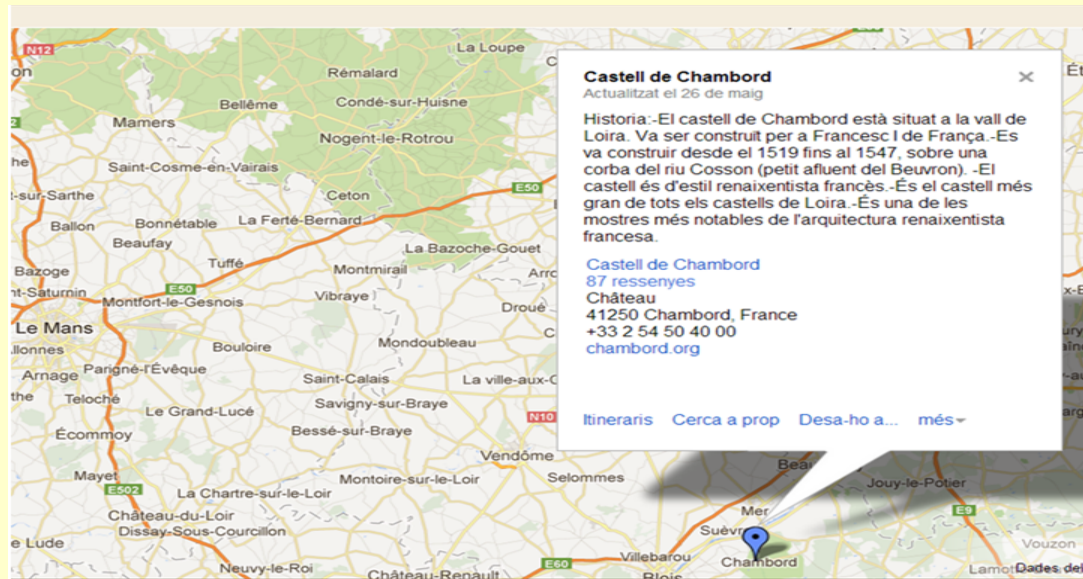 N12
La Loupe
Rémalard
Bellême
Condé-sur-Huisne
Mamers
Nogent-le-Rotrou
Saint-Cosme-en-Vairais
E50
t-sur-Sarthe
Ceton
Ballon
Bonnétable
La Ferté-Bernard
Beaufay
La Bazoche-Gouet
Tuffé
Montmirail
Bazoge
E50
nt-Saturnin
Montfort-le-Gesnois
Vibraye
Droué
Le Mans
Mondoubleau
Allonnes
Bouloire
Parigné-l'Évêque
Arnage
Saint-Calais
La ville-aux-C
Teloché
Le Grand-Lucé
Savigny-sur-Braye
N10
Écommoy
Bessé-sur-Braye
Vendôme
Mayet
Montoire-sur-le-Loir
Selommes
E502
La Chartre-sur-le-Loir
Château-du-Loir
Dissay-Sous-Courcillon
e Lude
Neuvy-le-Roi
Château-Renault
E60
Villebarou
Blois
Castell de Chambord
Actualitzat el 26 de maig
Historia:-El castell de Chambord està situat a la vall de
Loira. Va ser construït per a Francesc I de França.-Es
va construir desde el 1519 fins al 1547, sobre una
corba del riu Cosson (petit afluent del Beuvron). -El
castell és d'estil renaixentista francès.-És el castell més
gran de tots els castells de Loira.-És una de les
mostres més notables de l'arquitectura renaixentista
francesa.
Castell de Chambord
87 ressenyes
Château
41250 Chambord, France
+33 2 54 50 40 00
chambord.org
Itineraris Cerca a prop Desa-ho a... més
Jouy-le-Potier
Mer
E9
Suèvr
Chambord
Vouzon
Dades del